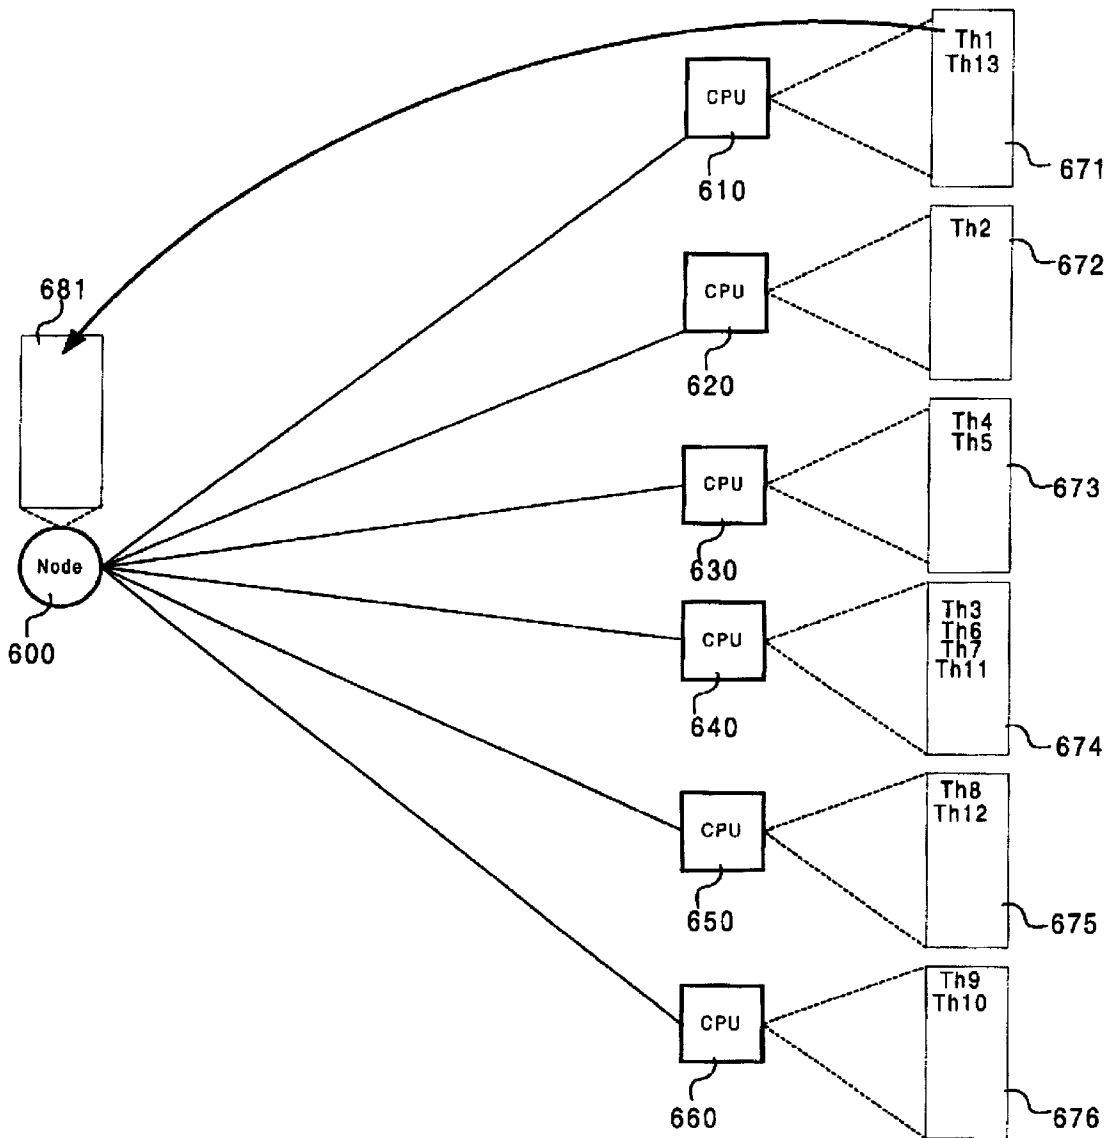 Th1
Th13
CPU
671
610
Th2
672
CPU
681
620
Th4
Th5
673
CPU
Node
630
600
Th3
Th6
Th7
Th11
CPU
640
674
Th8
Th12
CPU
650
675
Th9
Th10
CPU
660
676